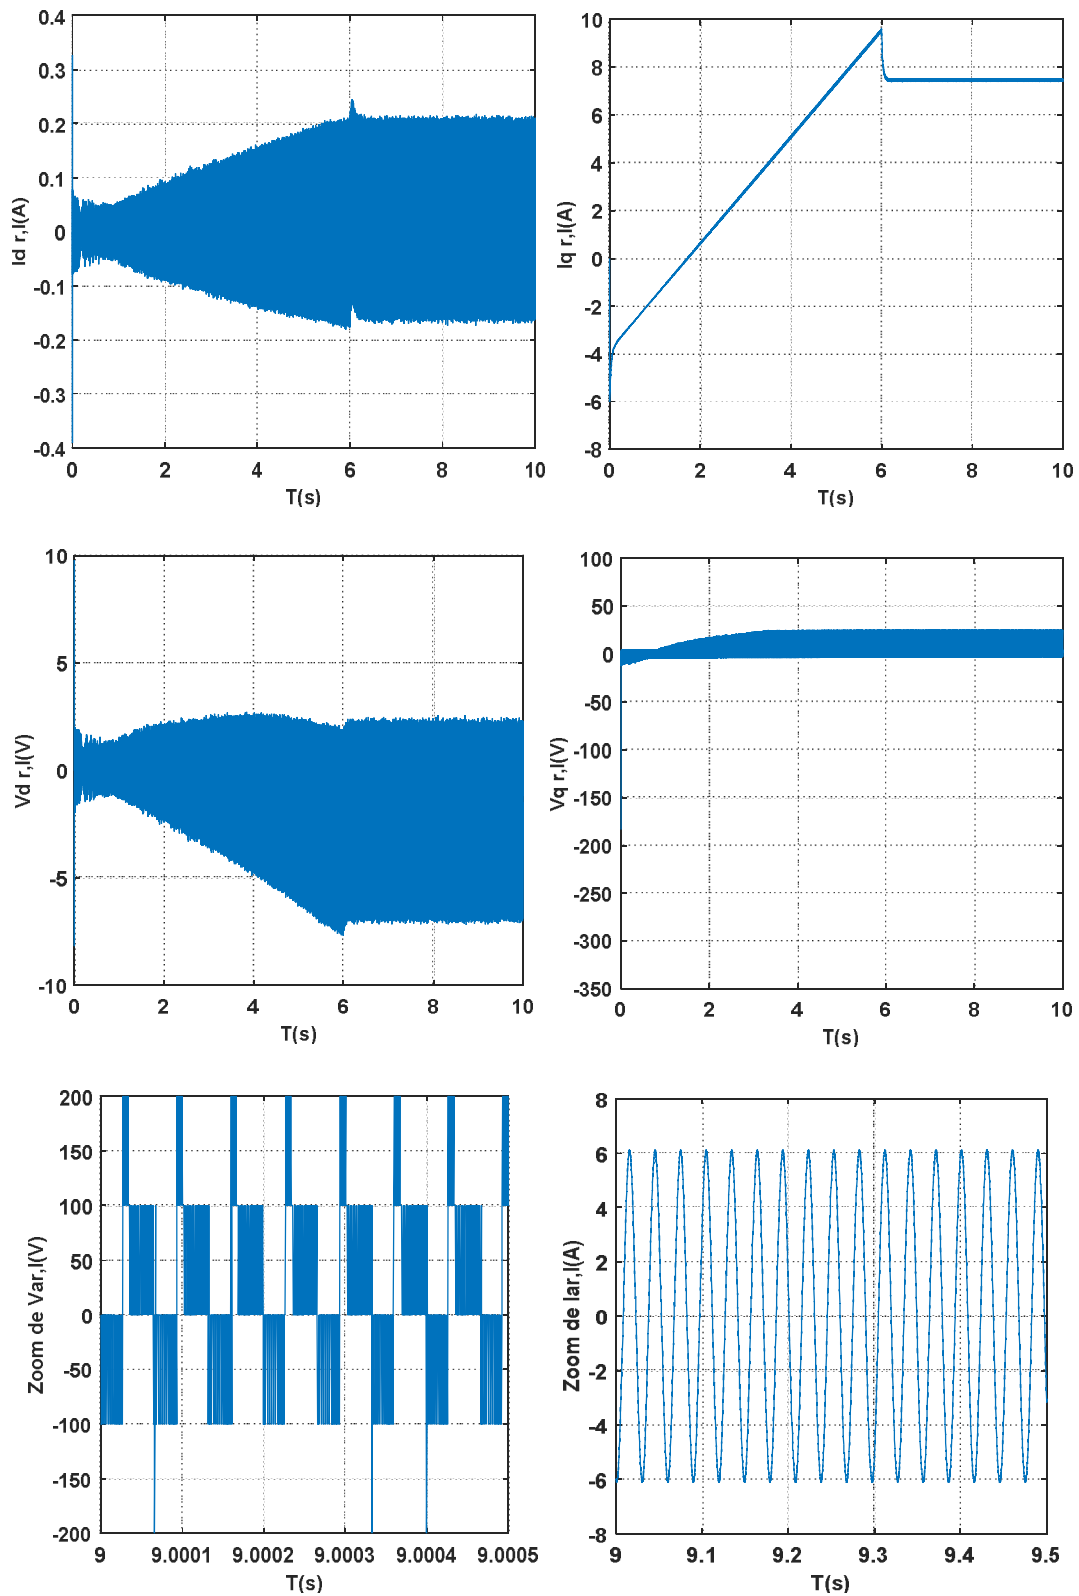 0.4
0.3
0.2
0.1
0
-0.1
-0.2
-0.3
-0.4
Id r,I(A)
0 2 4 6 8 10
T(s)
10
8
6
4
2
0
-2
-4
-6
-8
Iq r,I(A)
0 2 4 6 8 10
T(s)
10
5
0
-5
-10
Vd r,I(V)
0 2 4 6 8 10
T(s)
100
50
0
-50
-100
-150
-200
-250
-300
-350
Vq r,I(V)
0 2 4 6 8 10
T(s)
200
150
100
50
0
-50
-100
-150
-200
Zoom de Var,I(V)
9 9.0001 9.0002 9.0003 9.0004 9.0005
T(s)
8
6
4
2
0
-2
-4
-6
-8
Zoom de Iar,I(A)
9 9.1 9.2 9.3 9.4 9.5
T(s)